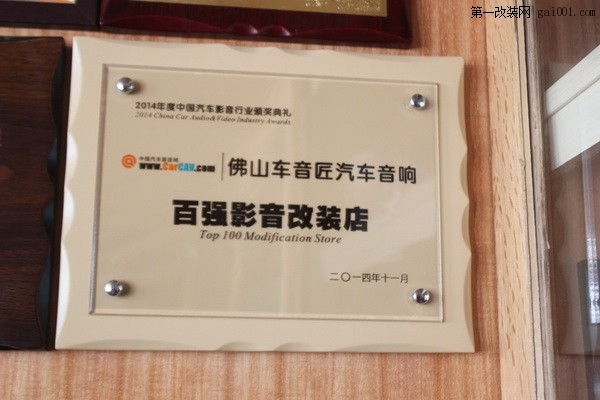 第一改装网 gai001.com
2014年度中国汽车影音行业颁奖典礼
2014 China Car Audio&Video Industry Awards
中国汽车影音网
www.CarCAV.com
佛山车音匠汽车音响
百强影音改装店
Top 100 Modification Store
二〇一四年十一月